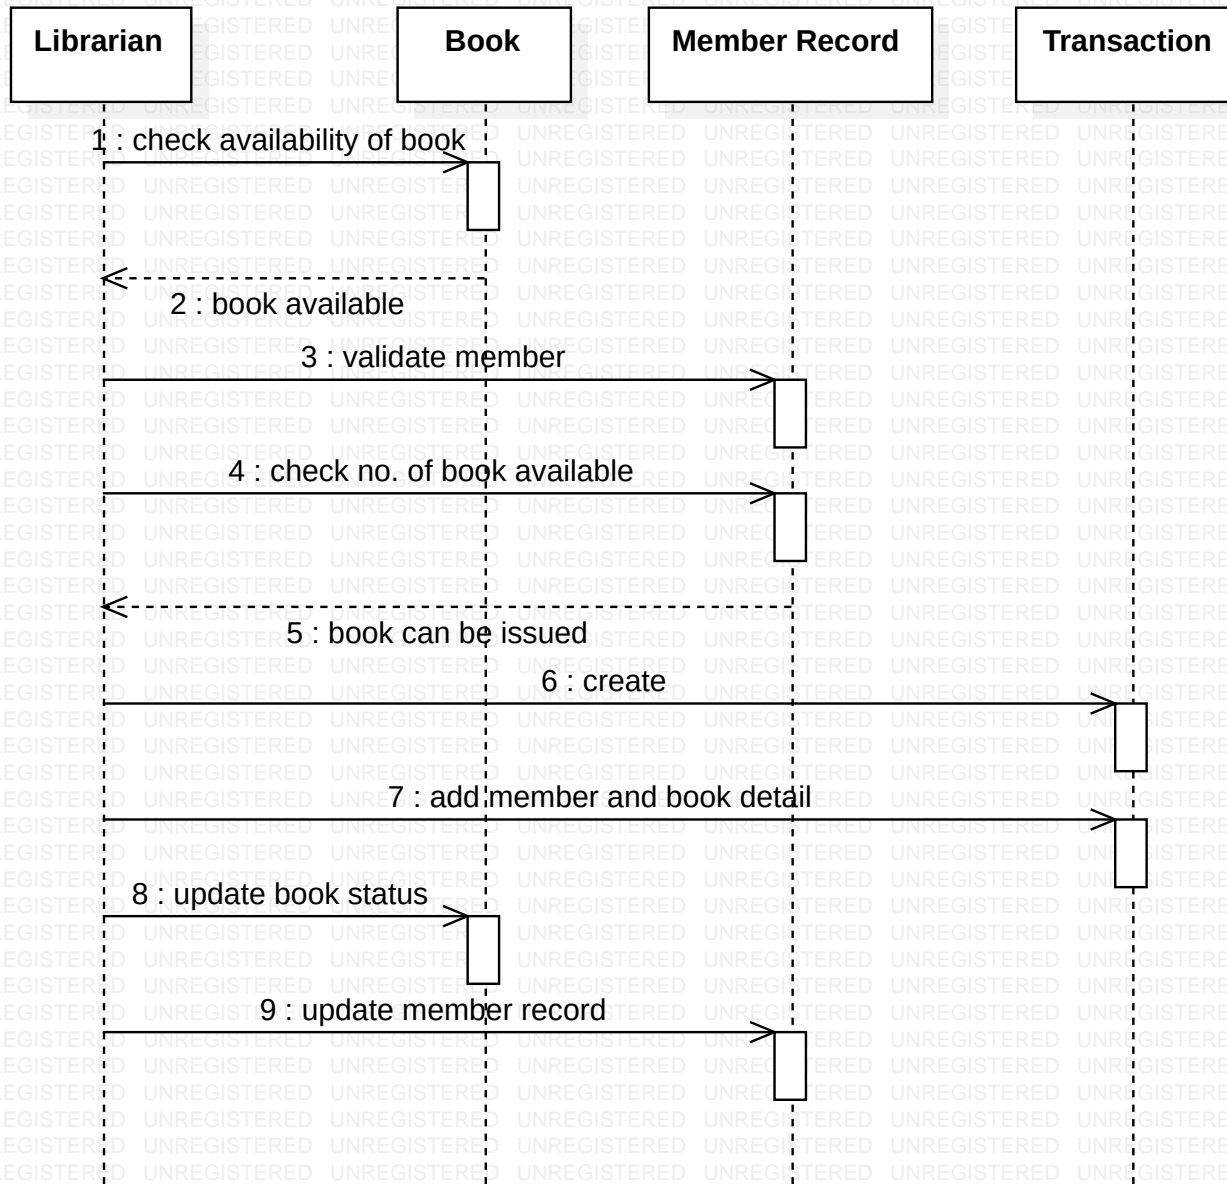 Librarian Book Member Record Transaction
1 : check availability of book
2 : book available
3 : validate member
4 : check no. of book available
5 : book can be issued
6 : create
7 : add member and book detail
8 : update book status
9 : update member record
UNREGISTERED